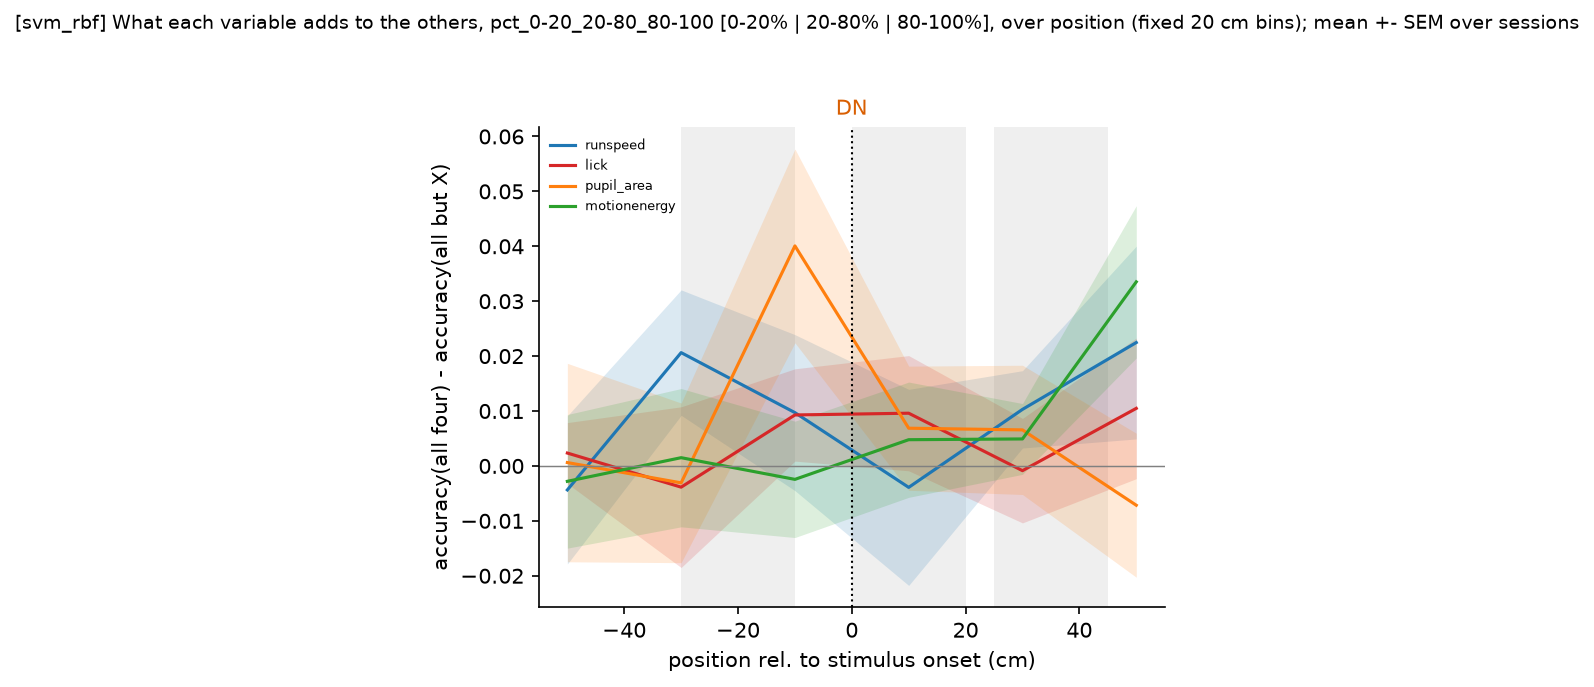 [svm_rbf] What each variable adds to the others, pct_0-20_20-80_80-100 [0-20% | 20-80% | 80-100%], over position (fixed 20 cm bins); mean +- SEM over sessions
DN
runspeed
lick
pupil_area
motionenergy
accuracy(all four) - accuracy(all but X)
0.06
0.05
0.04
0.03
0.02
0.01
0.00
−0.01
−0.02
−40
−20
0
20
40
position rel. to stimulus onset (cm)